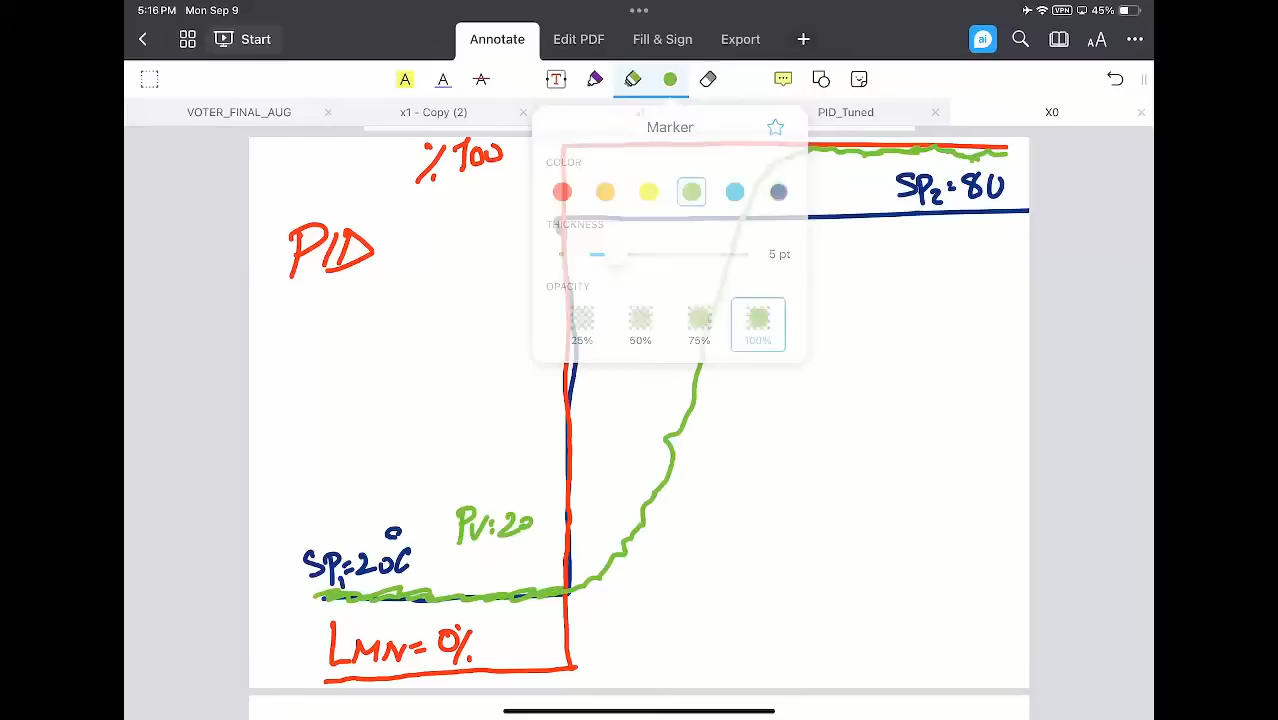 5:16 PM Mon Sep 9
VPN 45%
Start
Annotate Edit PDF Fill & Sign Export
ai
A A A T
VOTER_FINAL_AUG x1 - Copy (2) PID_Tuned X0
Marker
COLOR
THICKNESS
5 pt
OPACITY
25% 50% 75% 100%
% 100
SP2=80
PID
PV:20
SP1=20°C
LMN=0%